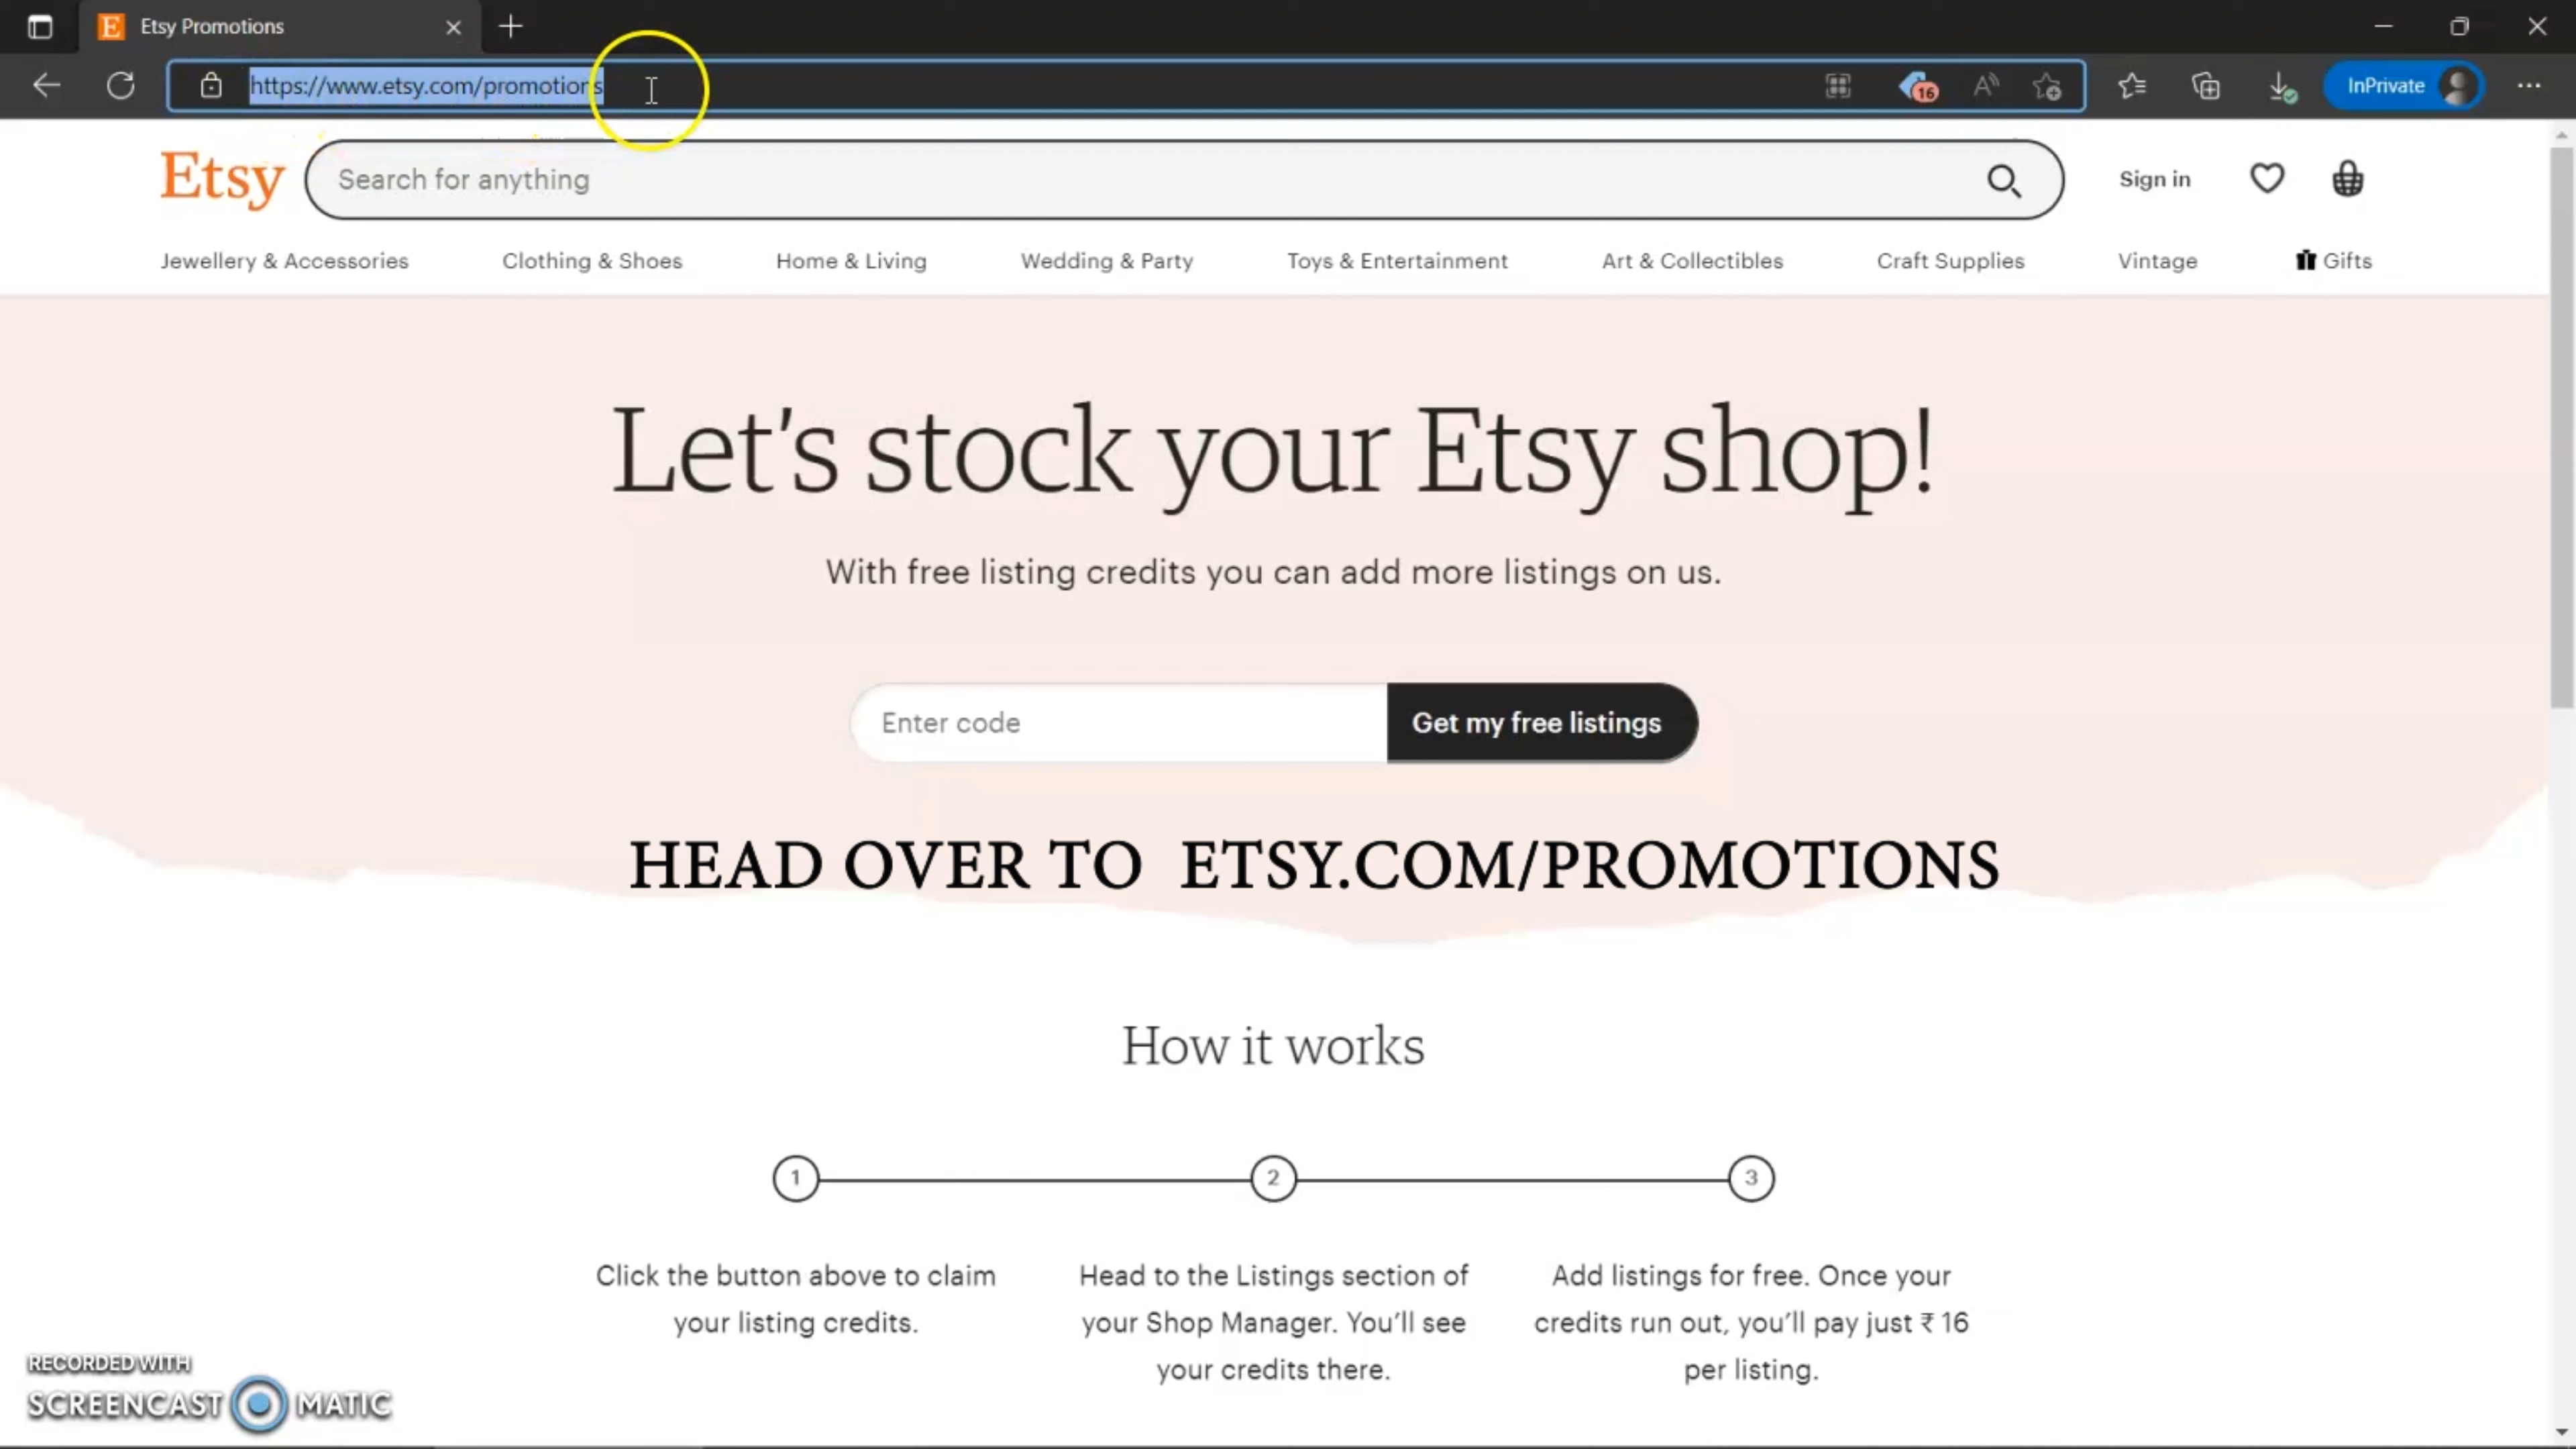 Etsy Promotions
https://www.etsy.com/promotions
16
InPrivate
Etsy
Search for anything
Sign in
Jewellery & Accessories
Clothing & Shoes
Home & Living
Wedding & Party
Toys & Entertainment
Art & Collectibles
Craft Supplies
Vintage
Gifts
Let's stock your Etsy shop!
With free listing credits you can add more listings on us.
Enter code
Get my free listings
HEAD OVER TO ETSY.COM/PROMOTIONS
How it works
1
2
3
Click the button above to claim
your listing credits.
Head to the Listings section of
your Shop Manager. You'll see
your credits there.
Add listings for free. Once your
credits run out, you'll pay just ₹ 16
per listing.
RECORDED WITH
SCREENCAST MATIC